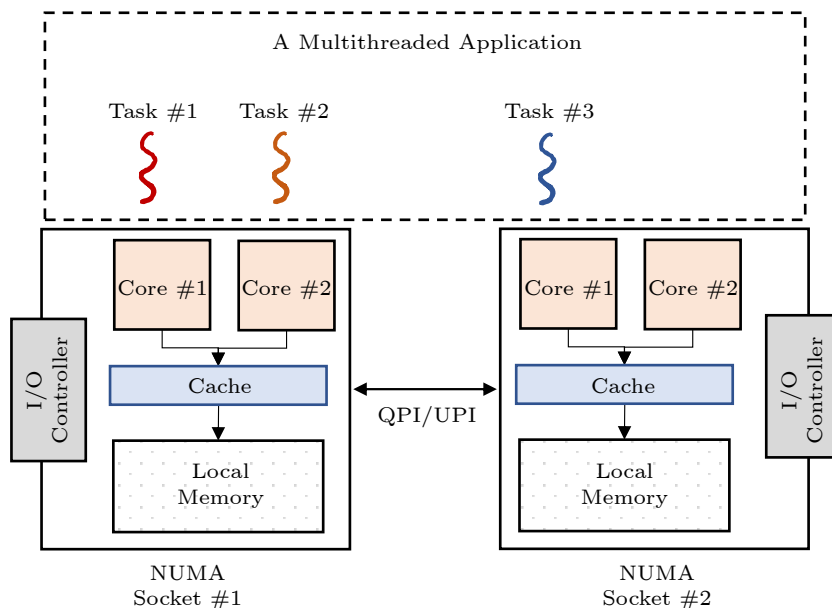 A Multithreaded Application
Task #1
Task #2
Task #3
Core #1
Core #2
Cache
Local
Memory
I/O
Controller
NUMA
Socket #1
QPI/UPI
Core #1
Core #2
Cache
Local
Memory
I/O
Controller
NUMA
Socket #2